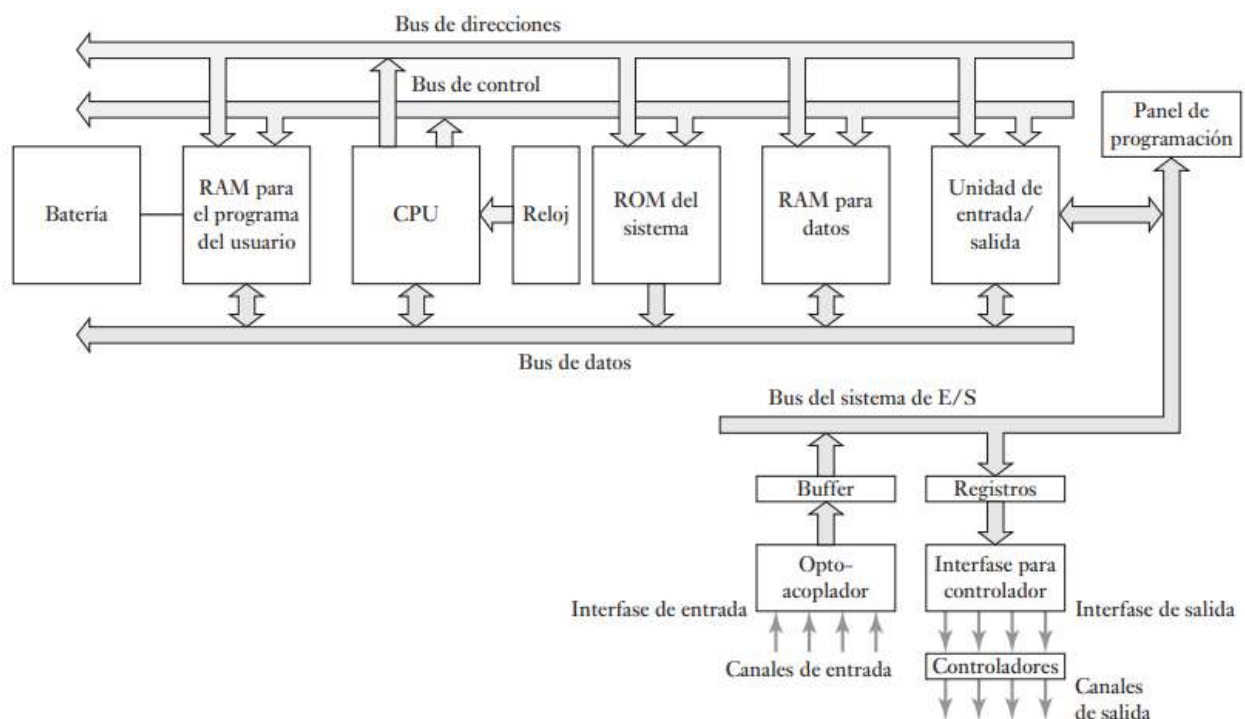 Bus de direcciones
Bus de control
Panel de
programación
Batería
RAM para
el programa
del usuario
CPU
Reloj
ROM del
sistema
RAM para
datos
Unidad de
entrada/
salida
Bus de datos
Bus del sistema de E/S
Buffer
Registros
Opto-
acoplador
Interfase para
controlador
Interfase de entrada
Interfase de salida
Canales de entrada
Controladores
Canales
de salida